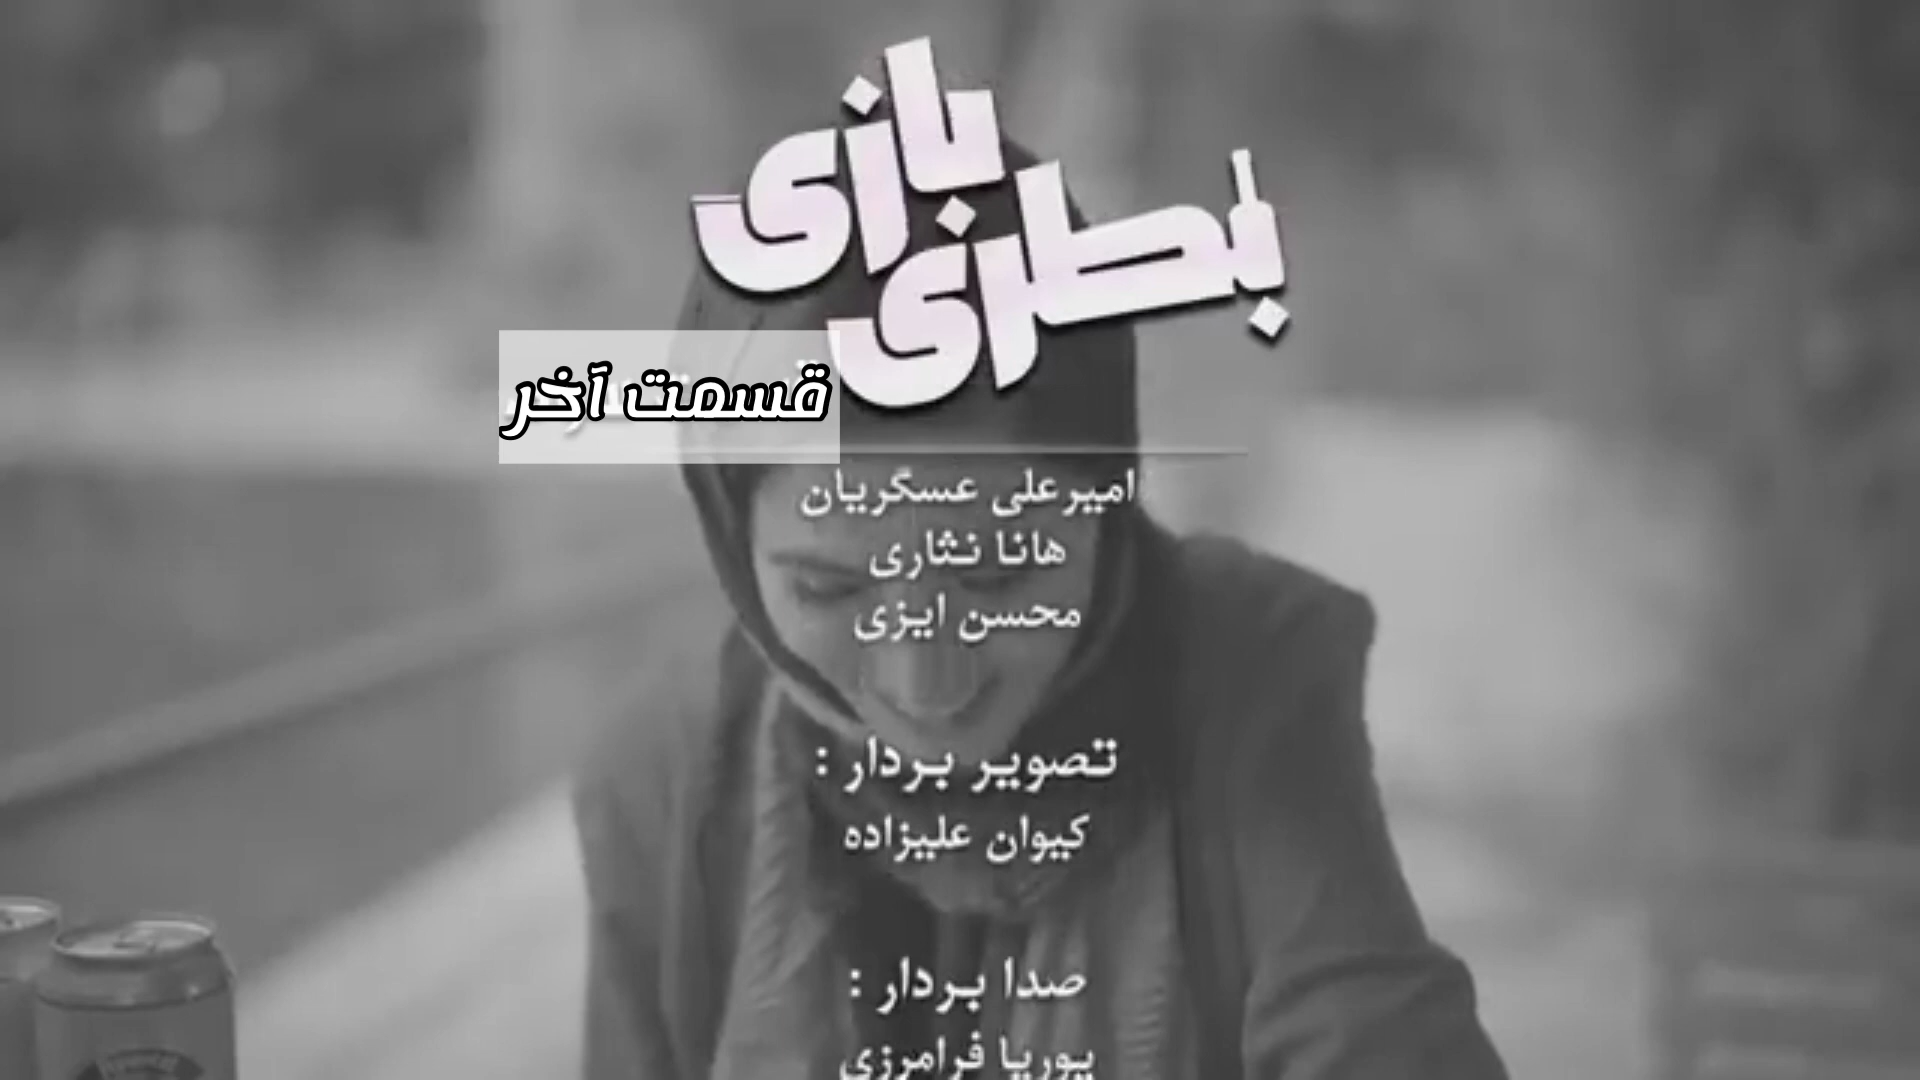 بطری بازی
قسمت آخر
امیرعلی عسگریان
هانا نثاری
محسن ایزی
تصویر بردار :
کیوان علیزاده
صدا بردار :
پوریا فرامرزی